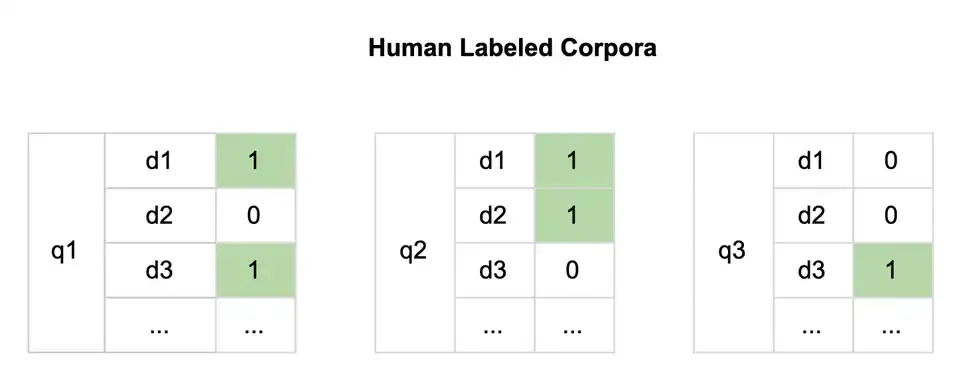 Human Labeled Corpora
q1
d1 1
d2 0
d3 1
... ...
q2
d1 1
d2 1
d3 0
... ...
q3
d1 0
d2 0
d3 1
... ...